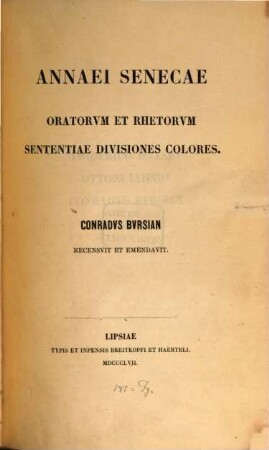 ANNAEI SENECAE
ORATORVM ET RHETORVM
SENTENTIAE DIVISIONES COLORES.
CONRADVS BVRSIAN
RECENSVIT ET EMENDAVIT.
LIPSIAE
TYPIS ET INPENSIS BREITKOPFI ET HAERTELI.
MDCCCLVII.